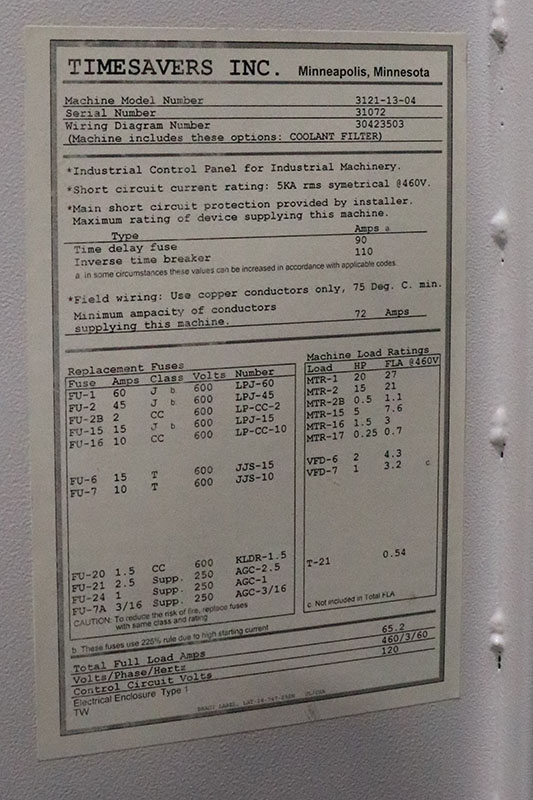 TIMESAVERS INC. Minneapolis, Minnesota
Machine Model Number 3121-13-04
Serial Number 31072
Wiring Diagram Number 30423503
(Machine includes these options: COOLANT FILTER)
*Industrial Control Panel for Industrial Machinery.
*Short circuit current rating: 5KA rms symetrical @460V.
*Main short circuit protection provided by installer.
Maximum rating of device supplying this machine.
Type Amps a
Time delay fuse 90
Inverse time breaker 110
a In some circumstances these values can be increased in accordance with applicable codes.
*Field wiring: Use copper conductors only, 75 Deg. C. min.
Minimum ampacity of conductors
supplying this machine. 72 Amps
Replacement Fuses
Fuse Amps Class Volts Number
FU-1 60 J b 600 LPJ-60
FU-2 45 J b 600 LPJ-45
FU-2B 2 CC 600 LP-CC-2
FU-15 15 J b 600 LPJ-15
FU-16 10 CC 600 LP-CC-10
FU-6 15 T 600 JJS-15
FU-7 10 T 600 JJS-10
FU-20 1.5 CC 600 KLDR-1.5
FU-21 2.5 Supp. 250 AGC-2.5
FU-24 1 Supp. 250 AGC-1
FU-7A 3/16 Supp. 250 AGC-3/16
CAUTION: To reduce the risk of fire, replace fuses
with same class and rating
Machine Load Ratings
Load HP FLA @460V
MTR-1 20 27
MTR-2 15 21
MTR-2B 0.5 1.1
MTR-15 5 7.6
MTR-16 1.5 3
MTR-17 0.25 0.7
VFD-6 2 4.3
VFD-7 1 3.2 c
T-21 0.54
c Not included in Total FLA
b These fuses use 225% rule due to high starting current
Total Full Load Amps 65.2
Volts/Phase/Hertz 460/3/60
Control Circuit Volts 120
Electrical Enclosure Type 1
TW